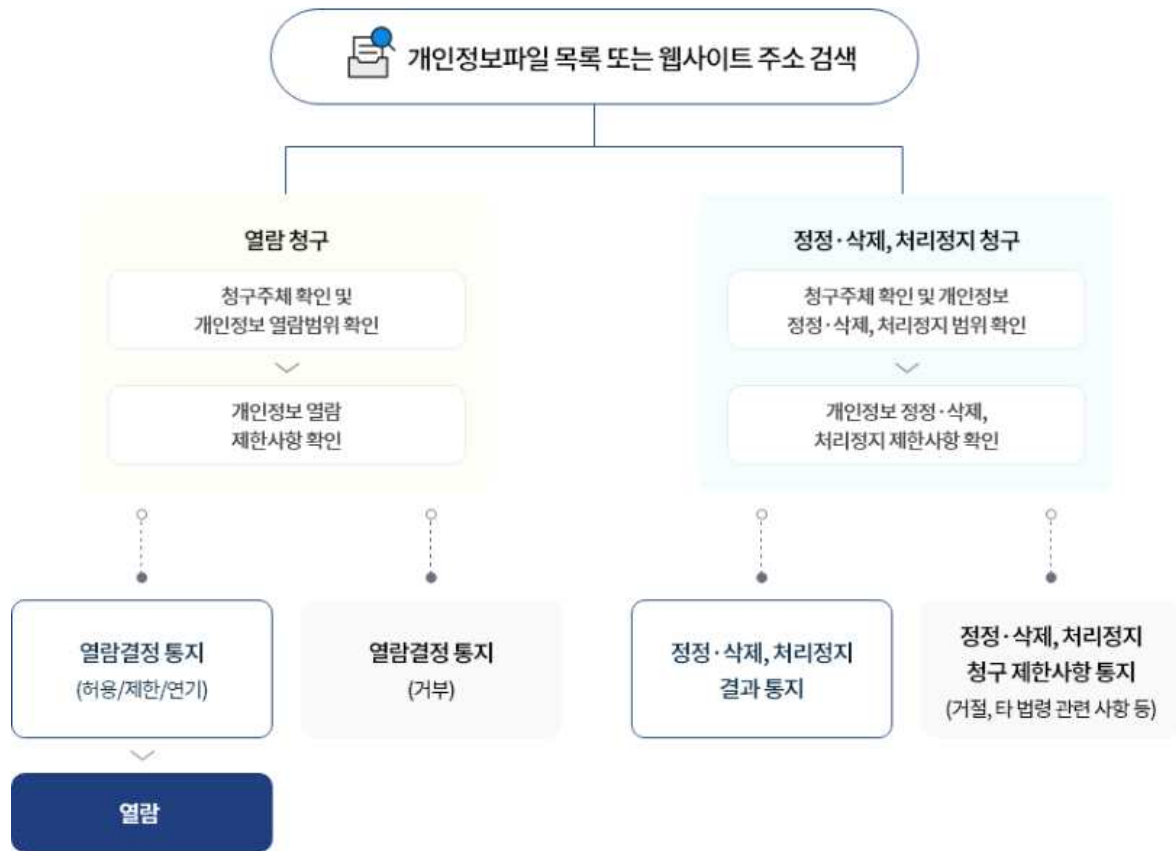 개인정보파일 목록 또는 웹사이트 주소 검색
열람 청구
청구주체 확인 및
개인정보 열람범위 확인
개인정보 열람
제한사항 확인
정정·삭제, 처리정지 청구
청구주체 확인 및 개인정보
정정·삭제, 처리정지 범위 확인
개인정보 정정·삭제,
처리정지 제한사항 확인
열람결정 통지
(허용/제한/연기)
열람결정 통지
(거부)
정정·삭제, 처리정지
결과 통지
정정·삭제, 처리정지
청구 제한사항 통지
(거절, 타 법령 관련 사항 등)
열람